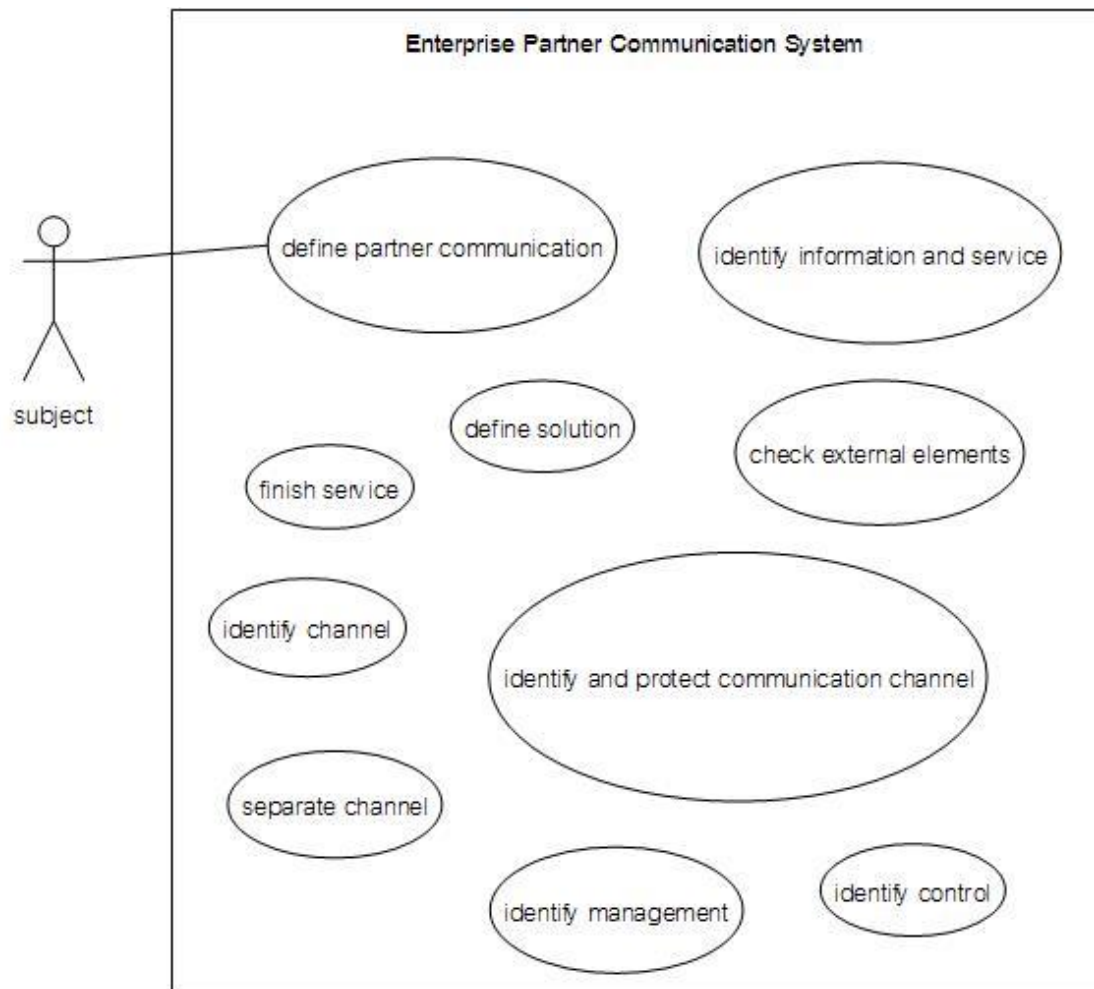 Enterprise Partner Communication System
define partner communication
identify information and service
subject
define solution
check external elements
finish service
identify channel
identify and protect communication channel
separate channel
identify management
identify control